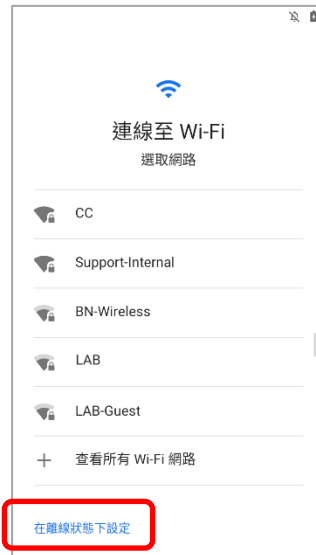 連線至 Wi-Fi
選取網路
CC
Support-Internal
BN-Wireless
LAB
LAB-Guest
查看所有 Wi-Fi 網路
在離線狀態下設定